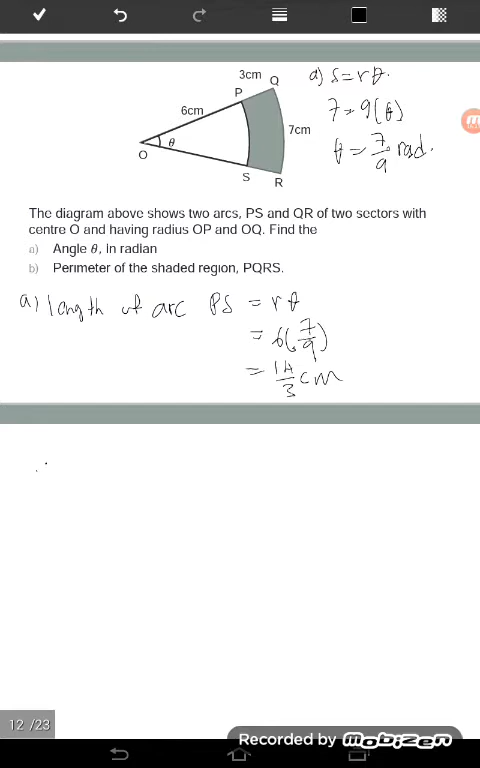 3cm
Q
P
6cm
7cm
θ
O
S
R
a) s=rθ.
7=9(θ)
θ=7/9 rad.
The diagram above shows two arcs, PS and QR of two sectors with
centre O and having radius OP and OQ. Find the
a) Angle θ, in radian
b) Perimeter of the shaded region, PQRS.
a) length of arc PS = rθ
= 6(7/9)
= 14/3 cm
12 /23
Recorded by mobizen